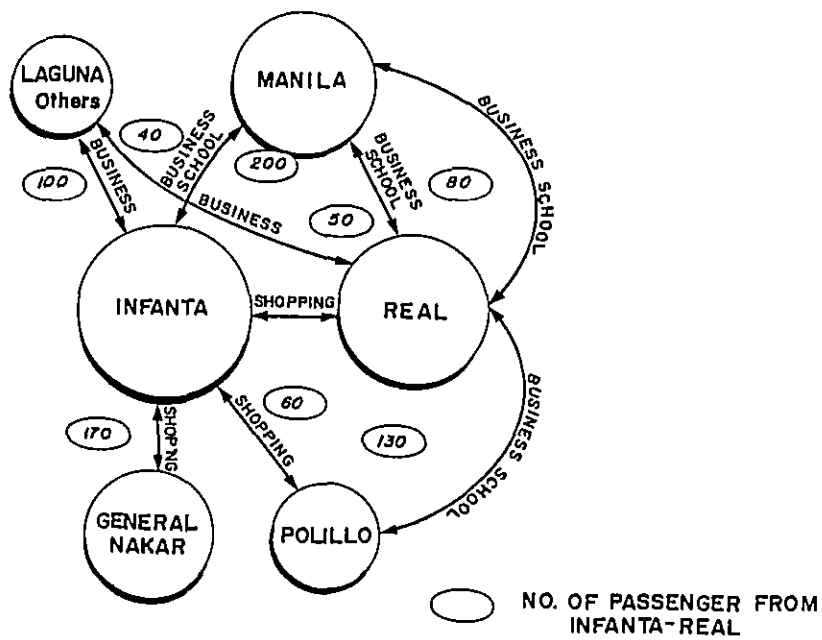 LAGUNA
Others
MANILA
40
BUSINESS
SCHOOL
200
BUSINESS
SCHOOL
80
BUSINESS SCHOOL
100
BUSINESS
BUSINESS
50
INFANTA
SHOPPING
REAL
170
SHOPNG
60
SHOPPING
130
BUSINESS SCHOOL
GENERAL
NAKAR
POLILLO
NO. OF PASSENGER FROM
INFANTA-REAL